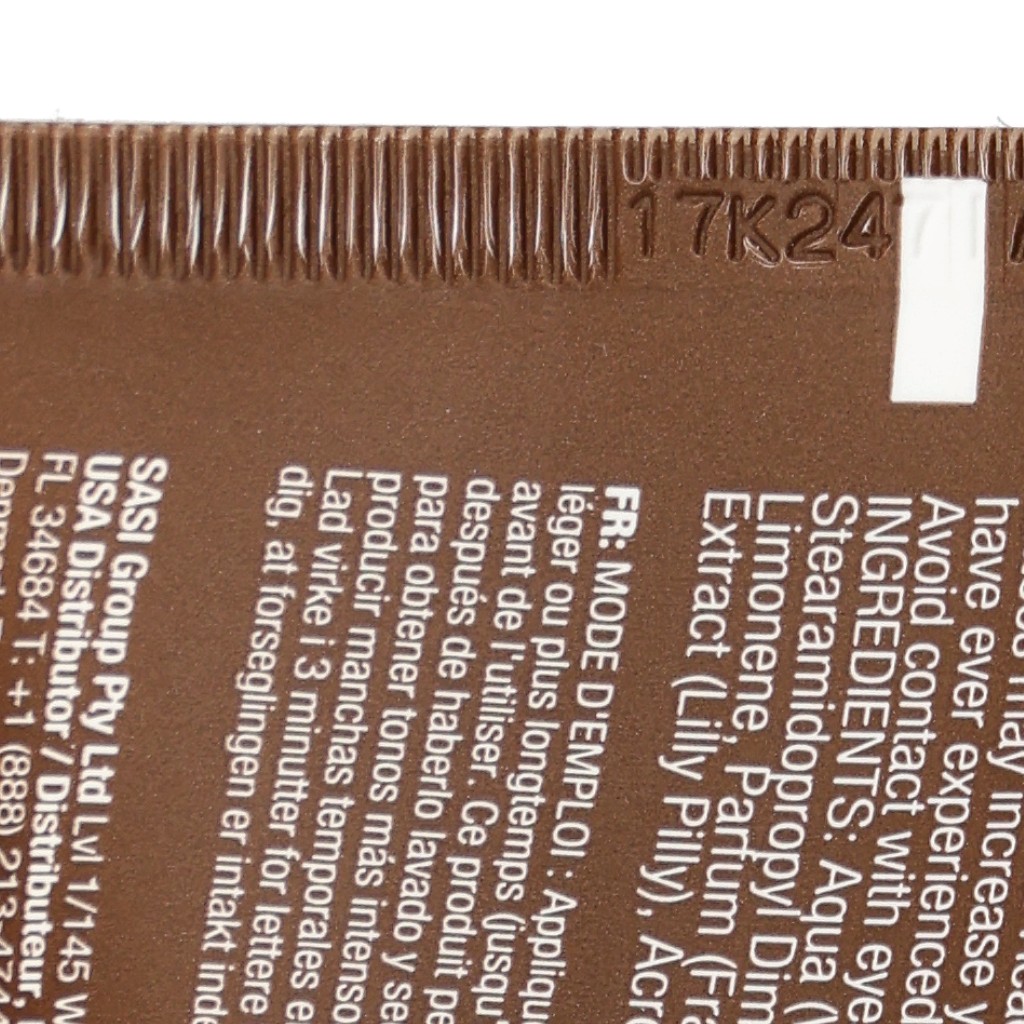 17K2471
have ever experienced
Avoid contact with eye
INGREDIENTS: Aqua (
Stearamidopropyl Dim
Limonene, Parfum (Fra
Extract (Lilly Pilly), Acro
FR: MODE D'EMPLOI : Appliqu
léger ou plus longtemps (jusqu'
avant de l'utiliser. Ce produit pe
después de haberlo lavado y se
para obtener tonos más intenso
producir manchas temporales e
Lad virke i 3 minutter for lettere
dig, at forseglingen er intakt inde
SASI Group Pty Ltd Lvl 1/145 W
USA Distributor / Distributeur,
FL 34684 T: +1 (888) 213-474